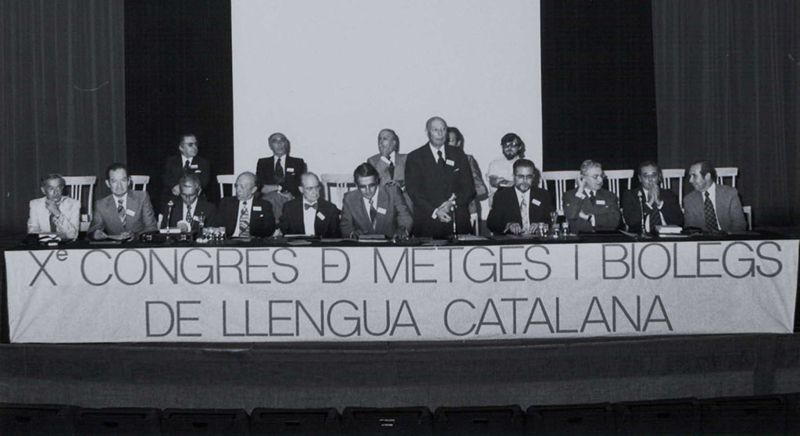 Xe CONGRES Đ METGES I BIOLEGS
DE LLENGUA CATALANA